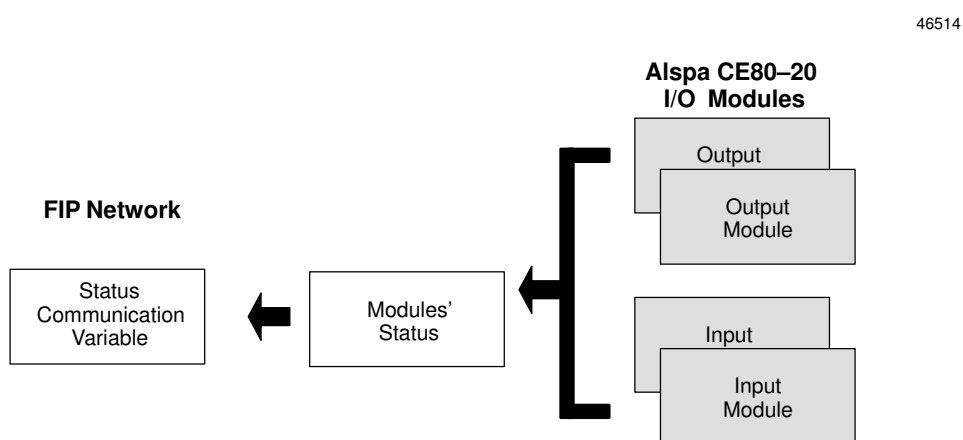 46514
Alspa CE80–20
I/O Modules
Output
Output
Module
FIP Network
Status
Communication
Variable
Modules'
Status
Input
Input
Module